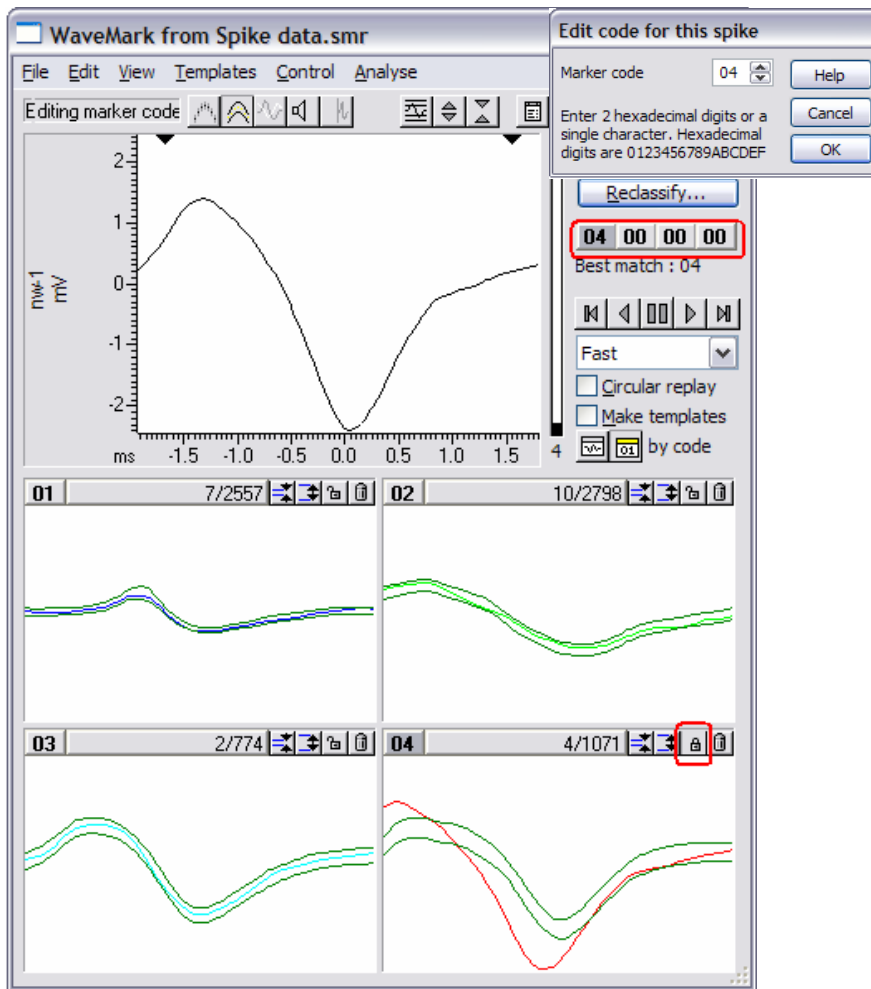 WaveMark from Spike data.smr
File Edit View Templates Control Analyse
Editing marker code
Edit code for this spike
Marker code 04 Help
Enter 2 hexadecimal digits or a
single character. Hexadecimal
digits are 0123456789ABCDEF
Cancel
OK
Reclassify...
04 00 00 00
Best match : 04
Fast
Circular replay
Make templates
01 by code
4
2
1
0
-1
-2
nw-1
mV
ms -1.5 -1.0 -0.5 0.0 0.5 1.0 1.5
01 7/2557
02 10/2798
03 2/774
04 4/1071